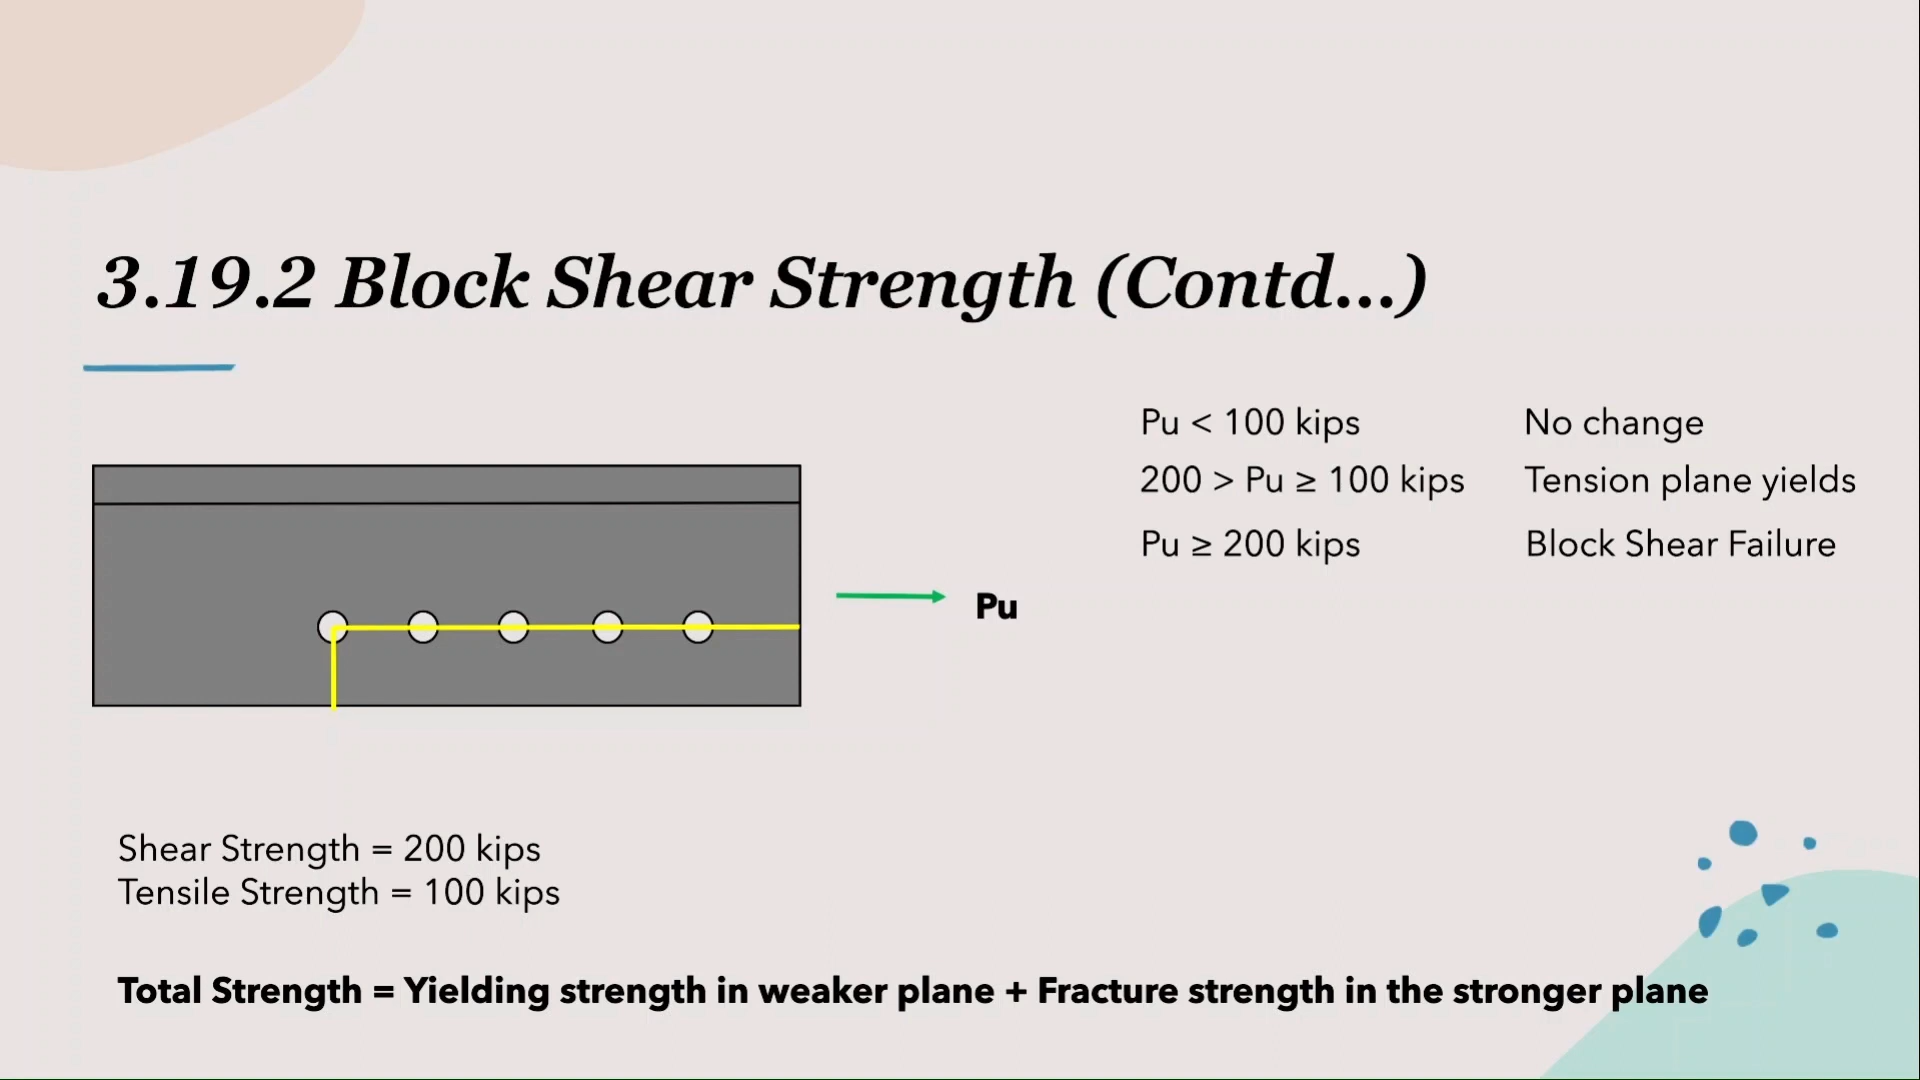 3.19.2 Block Shear Strength (Contd...)
Pu < 100 kips No change
200 > Pu ≥ 100 kips Tension plane yields
Pu ≥ 200 kips Block Shear Failure
Pu
Shear Strength = 200 kips
Tensile Strength = 100 kips
Total Strength = Yielding strength in weaker plane + Fracture strength in the stronger plane